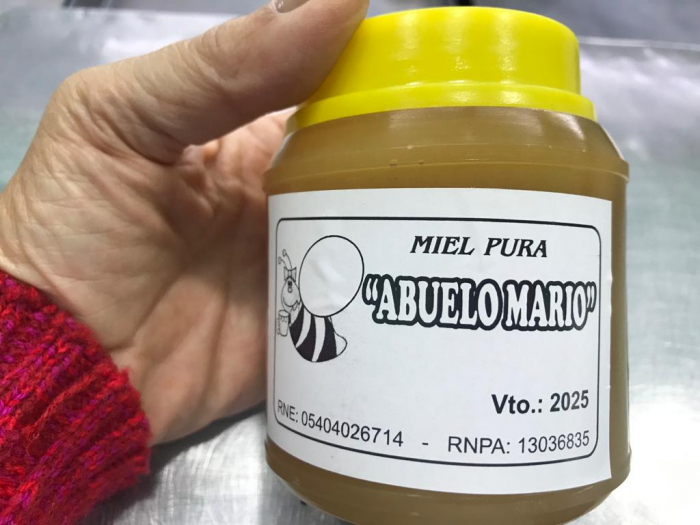 MIEL PURA
“ABUELO MARIO”
Vto.: 2025
RNE: 05404026714 - RNPA: 13036835